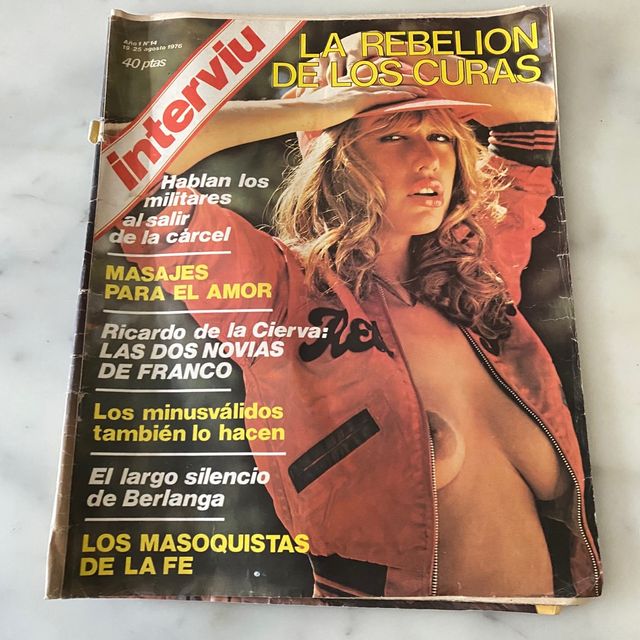 Año 1 Nº 14
19-25 agosto 1976
40 ptas
interviu
LA REBELION
DE LOS CURAS
Hablan los
militares
al salir
de la cárcel
MASAJES
PARA EL AMOR
Ricardo de la Cierva:
LAS DOS NOVIAS
DE FRANCO
Los minusválidos
también lo hacen
El largo silencio
de Berlanga
LOS MASOQUISTAS
DE LA FE